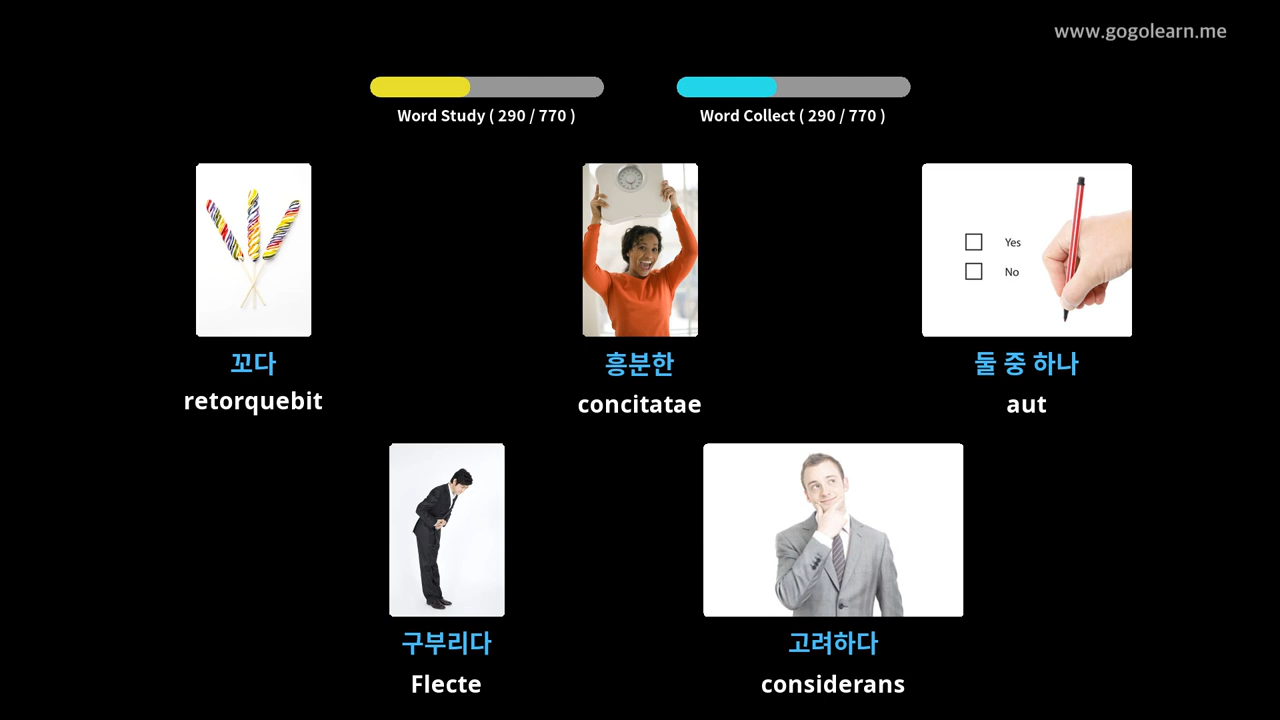 www.gogolearn.me
Word Study ( 290 / 770 )
Word Collect ( 290 / 770 )
Yes
No
꼬다
retorquebit
흥분한
concitatae
둘 중 하나
aut
구부리다
Flecte
고려하다
considerans